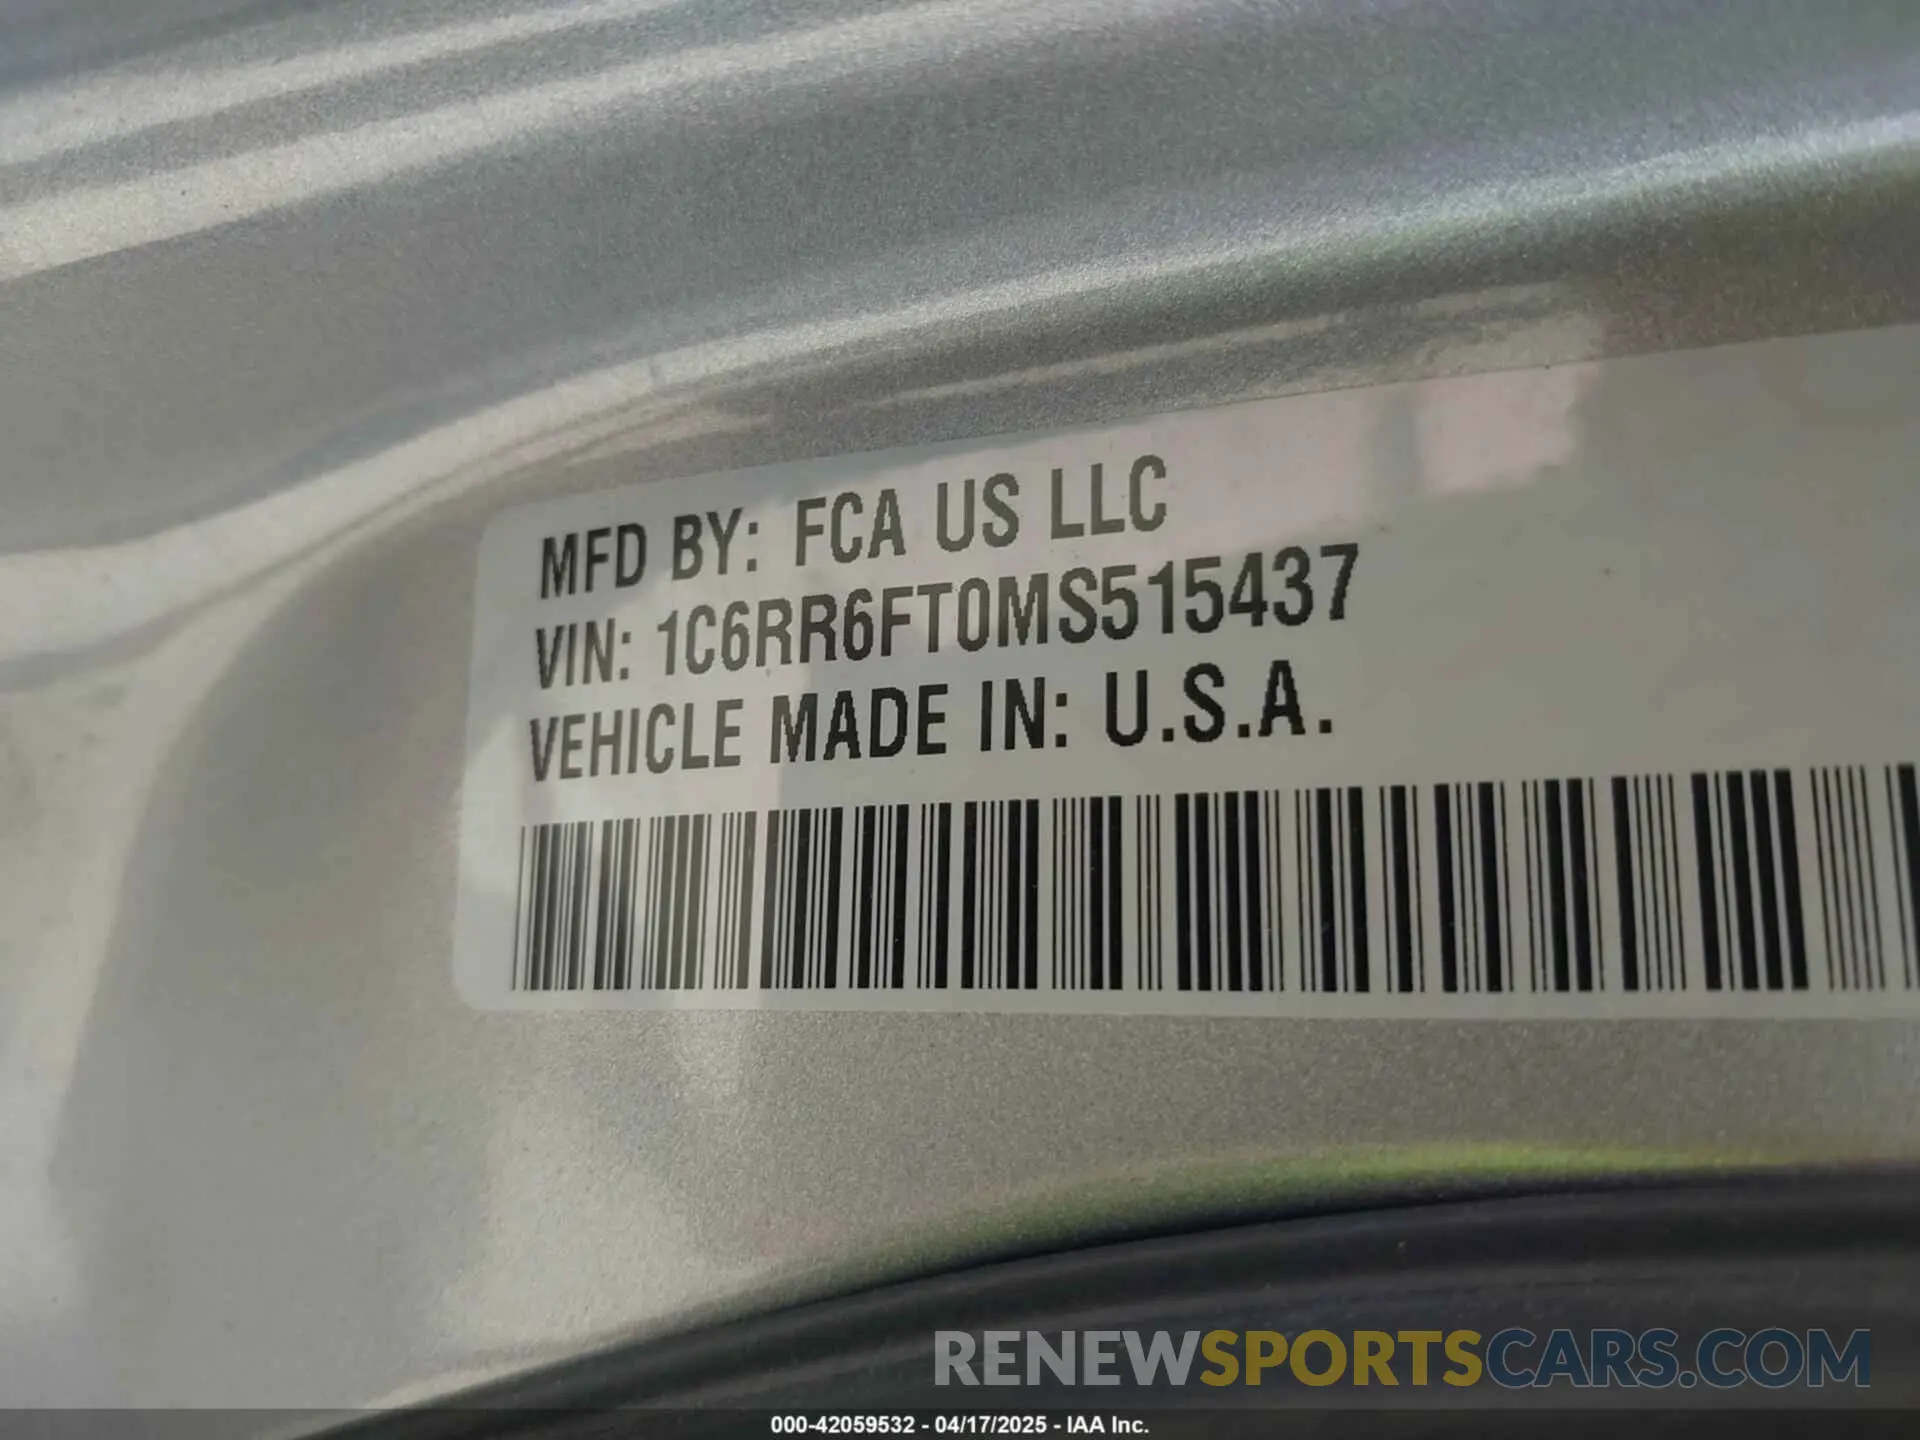 MFD BY: FCA US LLC
VIN: 1C6RR6FT0MS515437
VEHICLE MADE IN: U.S.A.
RENEWSPORTSCARS.COM
000-42059532 - 04/17/2025 - IAA Inc.